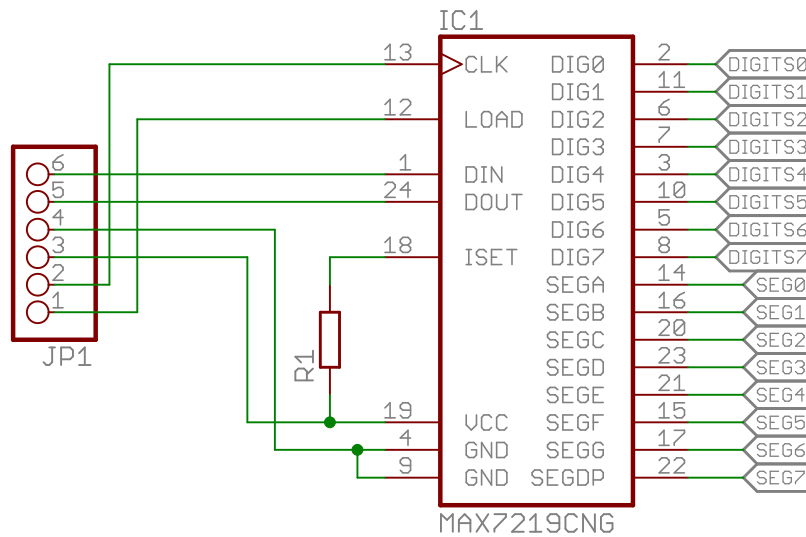 IC1
13 CLK DIG0 2 DIGITS0
DIG1 11 DIGITS1
12 LOAD DIG2 6 DIGITS2
DIG3 7 DIGITS3
6 1 DIN DIG4 3 DIGITS4
5 24 DOUT DIG5 10 DIGITS5
4 DIG6 5 DIGITS6
3 18 ISET DIG7 8 DIGITS7
2 SEGA 14 SEG0
1 SEGB 16 SEG1
JP1
R1
SEGC 20 SEG2
SEGD 23 SEG3
SEGE 21 SEG4
19 VCC SEGF 15 SEG5
4 GND SEGG 17 SEG6
9 GND SEGDP 22 SEG7
MAX7219CNG